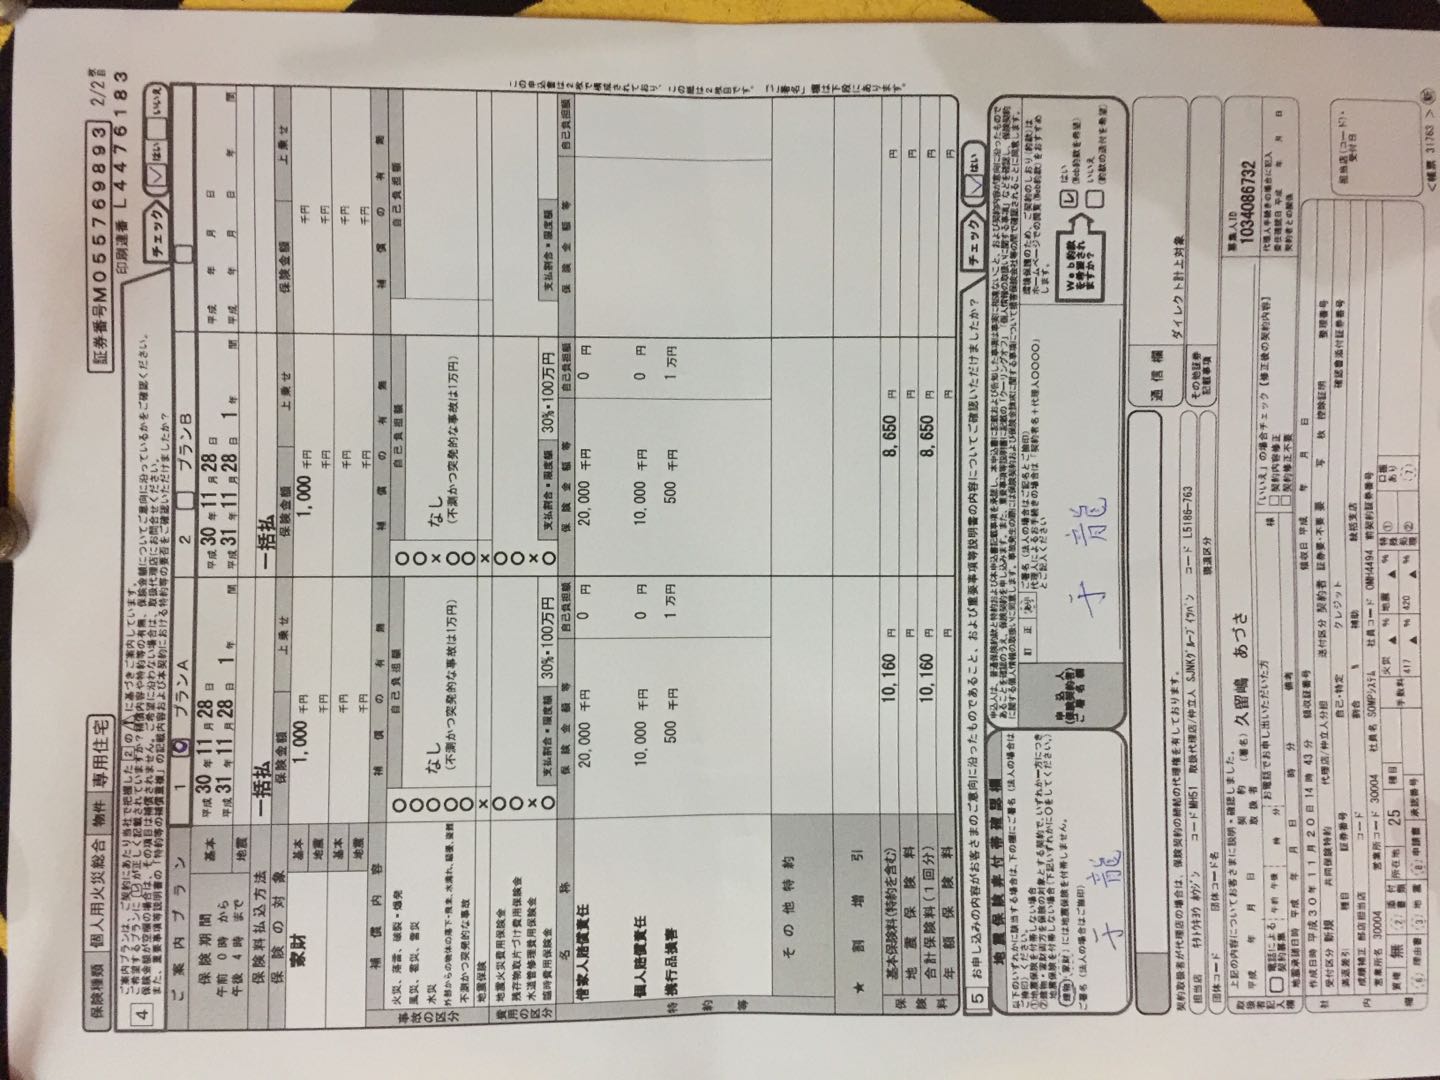 保険種類 個人用火災総合 物件 専用住宅
証券番号M055769893 2/2枚目
印刷連番 L4476183
4 ご案内プランは、ご契約にあたり当社で把握した2の⚠に基づきご案内しています。
ご希望するプランに☑が正しく記載されていますか?補償内容や特約等の有無、保険金額についてご意向に沿っているかをご確認ください。
保険金額が空欄の場合は、その項目は補償されません。ご希望に沿わない場合は、取扱代理店にお問合せください。
また、重要事項等説明書の「特約等の補償重複」の記載内容および本契約における特約等の要否をご確認いただけましたか?
チェック はい いいえ
ご案内プラン 1 プランA 2 プランB
保険期間 基本 平成30年11月28日 平成30年11月28日 平成 年 月 日
午前 0時 から
午後 4時 まで 地震 平成31年11月28日 1年 間 平成31年11月28日 1年 間 平成 年 月 日 年 間
保険料払込方法 一括払 一括払
保険の対象 保険金額 上乗せ 保険金額 上乗せ 保険金額 上乗せ
家財 基本 1,000 千円 1,000 千円 千円
地震 千円 千円 千円
基本 千円 千円 千円
地震 千円 千円 千円
補償内容 補償の有無 補償の有無 補償の有無
事故の区分 自己負担額 自己負担額 自己負担額
火災、落雷、破裂・爆発 ○ ○
風災、雹災、雪災 ○ ○
水災 ○ なし × なし
外部からの物体の落下・飛来、水濡れ、騒擾、盗難 ○ (不測かつ突発的な事故は1万円) ○ (不測かつ突発的な事故は1万円)
不測かつ突発的な事故 ○ ○
地震保険 × ×
費用の区分
地震火災費用保険金 ○ ○
残存物取片づけ費用保険金 ○ ○
水道管修理費用保険金 × ×
臨時費用保険金 ○ 支払割合・限度額 30%・100万円 ○ 支払割合・限度額 30%・100万円 支払割合・限度額
名称 保険金額等 自己負担額 保険金額等 自己負担額 保険金額等 自己負担額
特約等
借家人賠償責任 20,000 千円 0 円 20,000 千円 0 円
個人賠償責任 10,000 千円 0 円 10,000 千円 0 円
携行品損害 500 千円 1 万円 500 千円 1 万円
その他特約
★ 割増引
保険料
基本保険料(特約を含む) 10,160 円 8,650 円 円
地震保険料 円 円 円
合計保険料(1回分) 10,160 円 8,650 円 円
年額保険料 円 円 円
この申込書は2枚で構成されており、この紙は2枚目です。「ご署名」欄は下段にあります。
5 お申し込みの内容がお客さまのご意向に沿ったものであること、および重要事項等説明書の内容についてご確認いただけましたか? チェック はい
地震保険非付帯確認欄
以下のいずれかに該当する場合は、下の欄にご署名(法人の場合はご捺印)ください。
①地震保険を付帯しない場合
②建物・家財両方を保険の対象とする契約で、いずれか一方につき地震保険を付帯しない場合(下記いずれかに○をしてください。)
建物 家財 には地震保険を付帯しません。
ご署名(法人の場合はご捺印)
于 龍
申込人は、普通保険約款と特約および本申込書記載事項を承認し、本申込書に記載および告知した事項は事実に相違ないこと、および契約内容が意向に沿ったものであることを確認のうえ、保険契約を申し込みます。また、重要事項等説明書に記載の「クーリングオフ」、「個人情報の取扱いに関する事項」などを確認し、保険契約に関する個人情報の取扱いに同意します。
訂正 あり
ご署名(法人の場合はご記名とご捺印)
代理人によるお手続きの場合は「契約者名+代理人○○○○」とご記入ください
申込人(保険契約者)ご署名欄
于 龍
環境保護のため、ご契約のしおり(約款)はホームページでの閲覧(Web約款)をおすすめします。
Web約款を希望されますか?
はい
(Web約款を希望)
いいえ
(約款の送付を希望)
通信欄
ダイレクト計上対象
その他証券記載事項
契約取扱者が代理店の場合は、保険契約の締結の代理権を有しております。
担当店 キタトウキヨウ ホウジン コードMH51 取扱代理店/仲立人 SJNKグループイツパン コード L5186-763
団体コード 団体コード名 現退区分
取扱者記入欄
上記の内容についてお客さまに説明・確認しました。
平成 年 月 日 契約取扱者 (署名) 久留嶋 あづさ
電話による契約募集 午前 午後 時 分 お電話でお申し出いただいた方 様
「いいえ」の場合チェック【修正後の契約内容】
契約内容修正
契約修正不要
地震承諾日時 平成 年 月 日 時 分 備考
募集人ID
1034086732
代理人手続きの場合に記入
委任確認日 平成 年 月 日
契約者との関係
社内欄
作成日時 平成30年11月20日14時43分 領収証番号 領収日 平成 年 月 日
受付区分 新規 共同保険特約 代理店/仲立人分担 送付区分 契約者 証券要・不要 要 写 枚 控除証明 整理番号
満返差引 種目 証券番号 自己・特定 クレジット 確認書添付証券番号
成績補正 部店担当店 コード 割合 % 補助 統括支店
営業所名 30004 営業所コード 30004 社員名 SOMPシステム 社員コード OMH4494 前契約証券番号
質権 無 (2) 添付書類 所在地 25 種目 手数料 火災 ▲ % 地震 ▲ % 特殊処理 ① 口振あり
(6) 理由書 (3) 地震 (8) 申請書 承認番号 417 ▲ % 420 ▲ % ② (7)
担当店(コード)・受付日
<帳票 31763 > 新